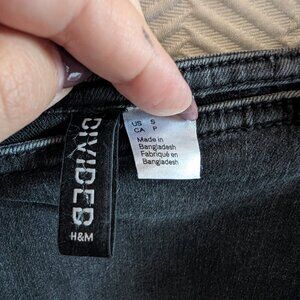 DIVIDED
H&M
US S
CA P
Made in
Bangladesh
Fabriqué en
Bangladesh